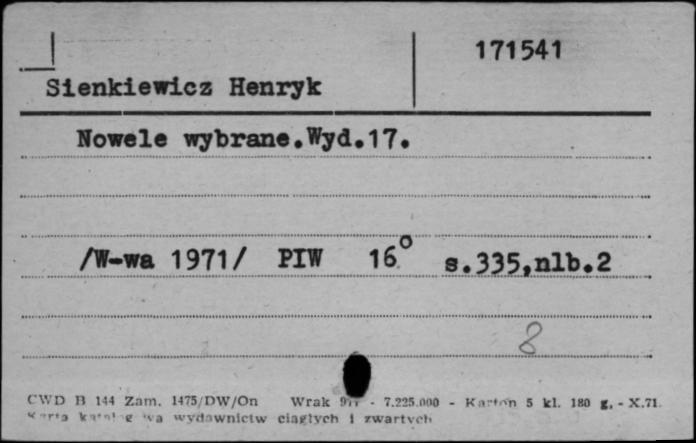 171541
Sienkiewicz Henryk
Nowele wybrane.Wyd.17.
/W-wa 1971/ PIW 16° s.335,nlb.2
8
CWD B 144 Zam. 1475/DW/On Wrak - 7.225.000 - Karton 5 kl. 180 g. - X.71.
Karta wydawnictw ciągłych i zwartych